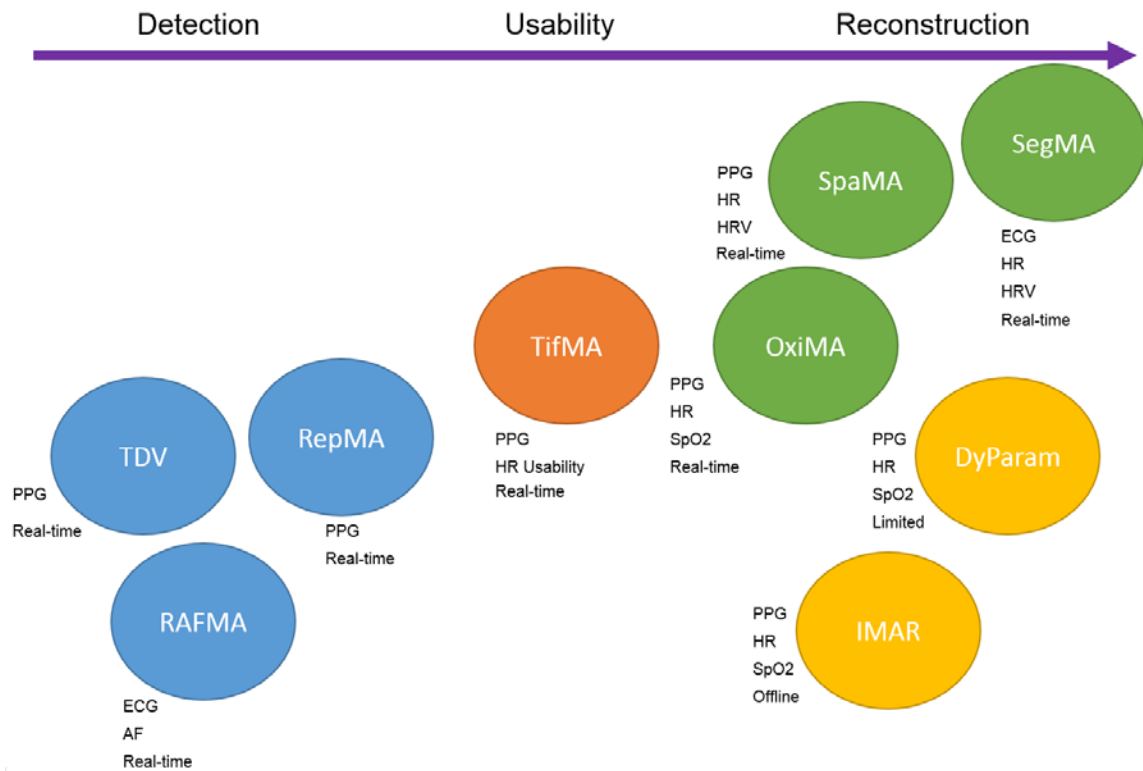 Detection
Usability
Reconstruction
SegMA
SpaMA
PPG
HR
HRV
Real-time
ECG
HR
HRV
Real-time
TifMA
OxiMA
PPG
HR
SpO2
Real-time
PPG
HR Usability
Real-time
RepMA
TDV
PPG
Real-time
PPG
Real-time
DyParam
PPG
HR
SpO2
Limited
RAFMA
ECG
AF
Real-time
IMAR
PPG
HR
SpO2
Offline